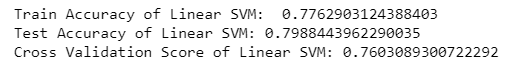 Train Accuracy of Linear SVM:  0.7762903124388403
Test Accuracy of Linear SVM: 0.7988443962290035
Cross Validation Score of Linear SVM: 0.7603089300722292